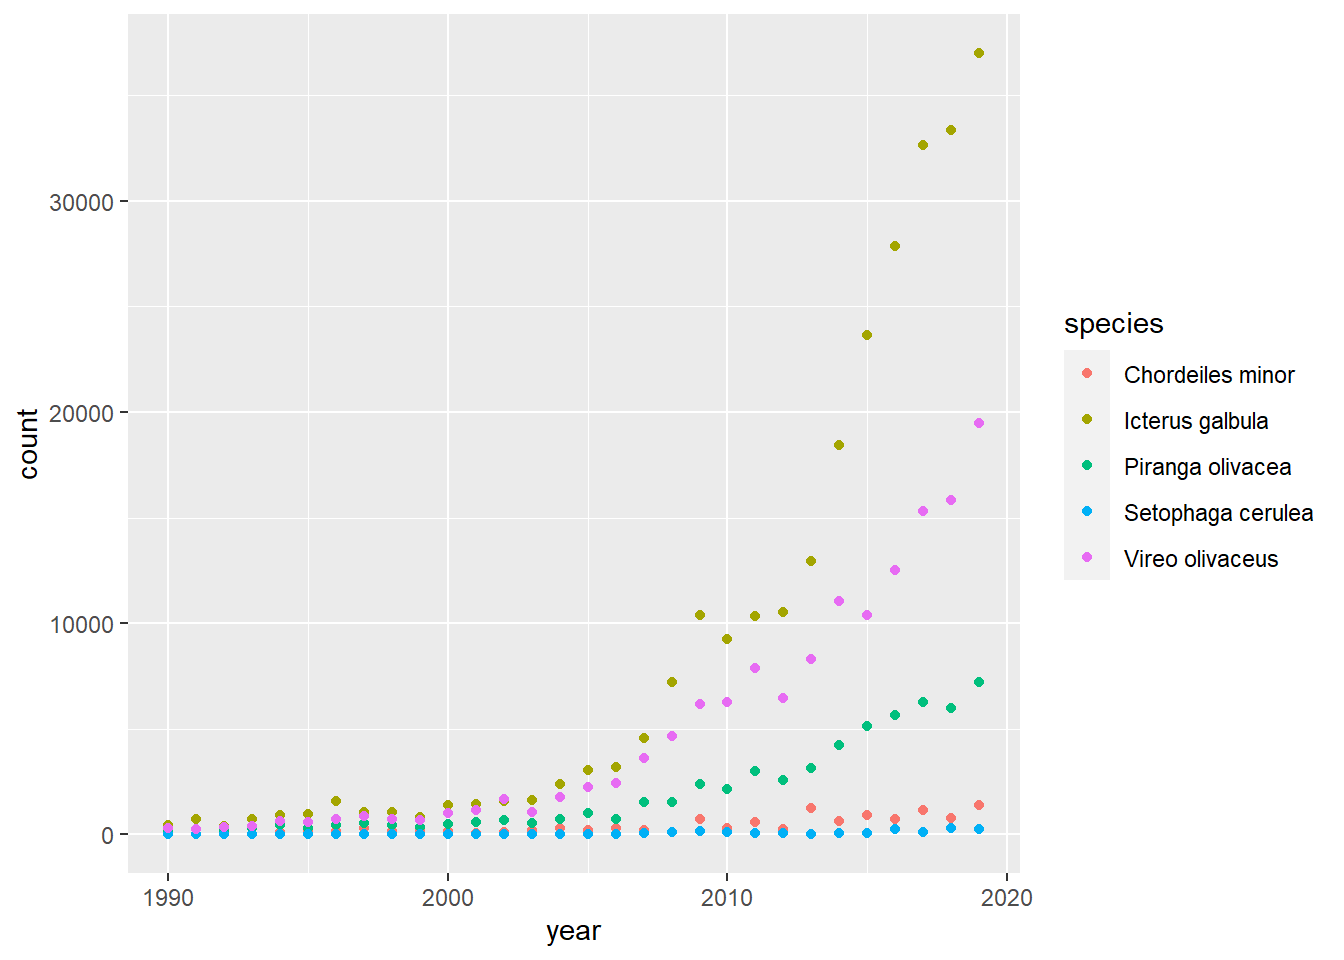 30000
20000
10000
0
count
1990 2000 2010 2020
year
species
Chordeiles minor
Icterus galbula
Piranga olivacea
Setophaga cerulea
Vireo olivaceus